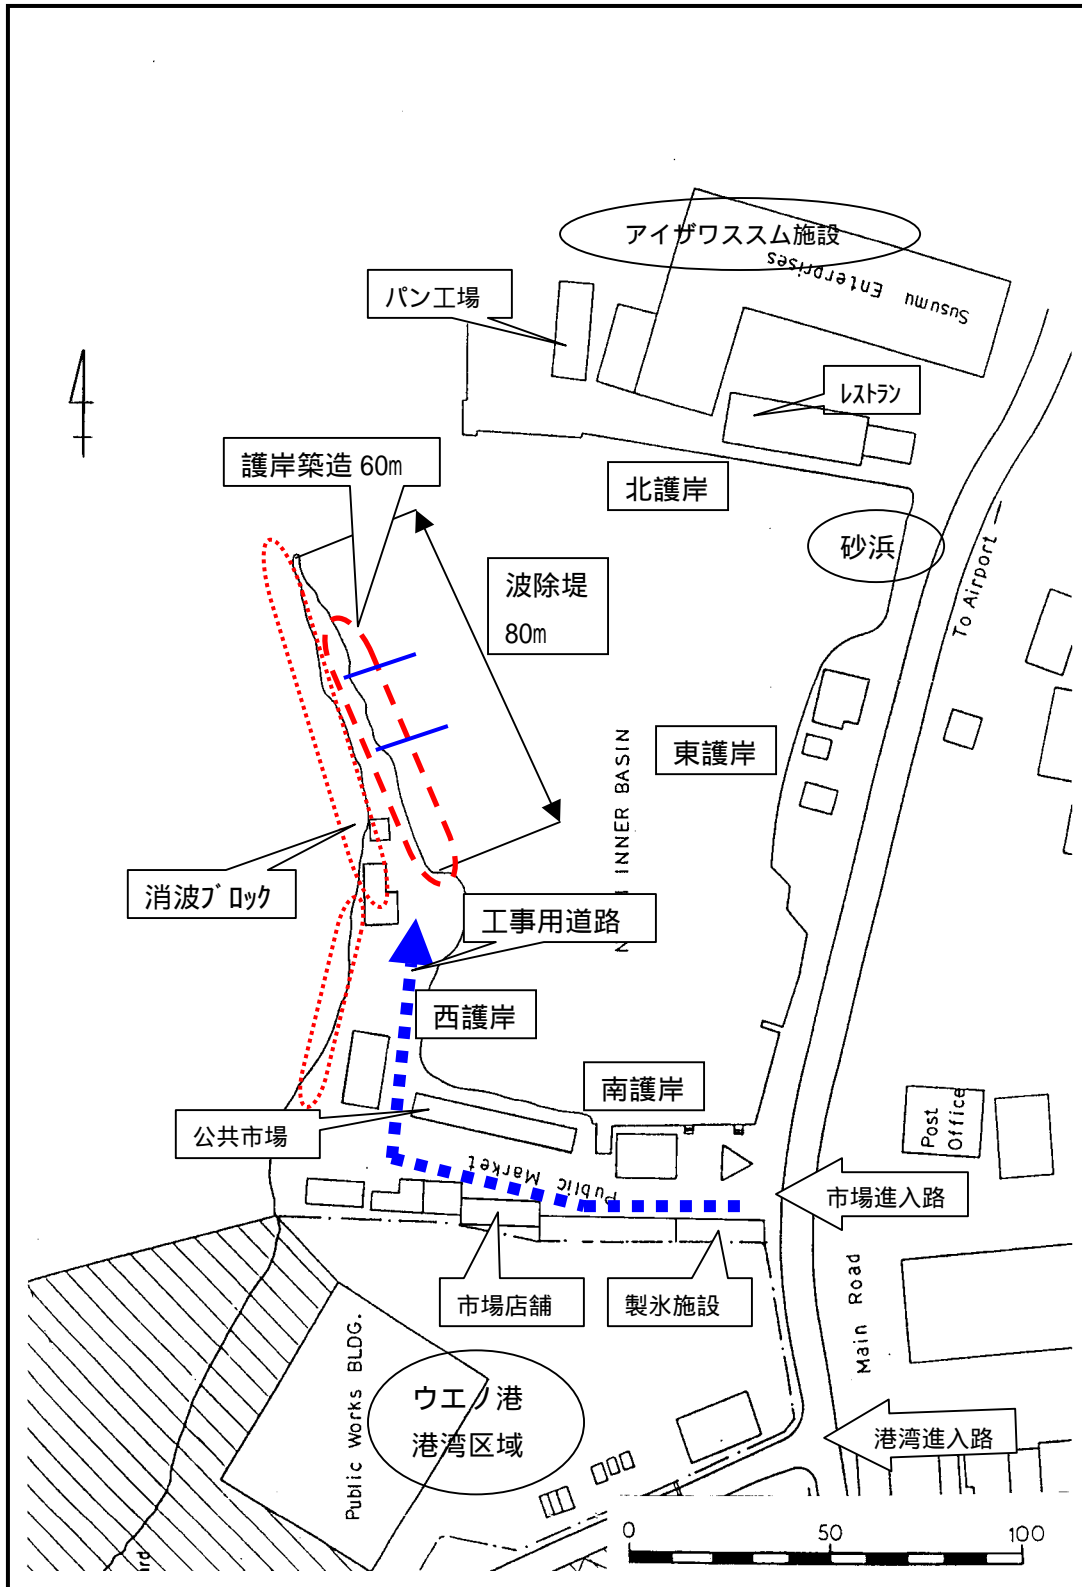 アイザワススム施設
Susumu Enterprises
パン工場
レストラン
護岸築造 60m
北護岸
砂浜
波除堤
80m
To Airport
東護岸
INNER BASIN
消波ブロック
工事用道路
西護岸
南護岸
公共市場
Public Market
Post
Office
市場進入路
市場店舗
製氷施設
Main Road
Public Works BLDG.
ウエノ港
港湾区域
港湾進入路
0 50 100